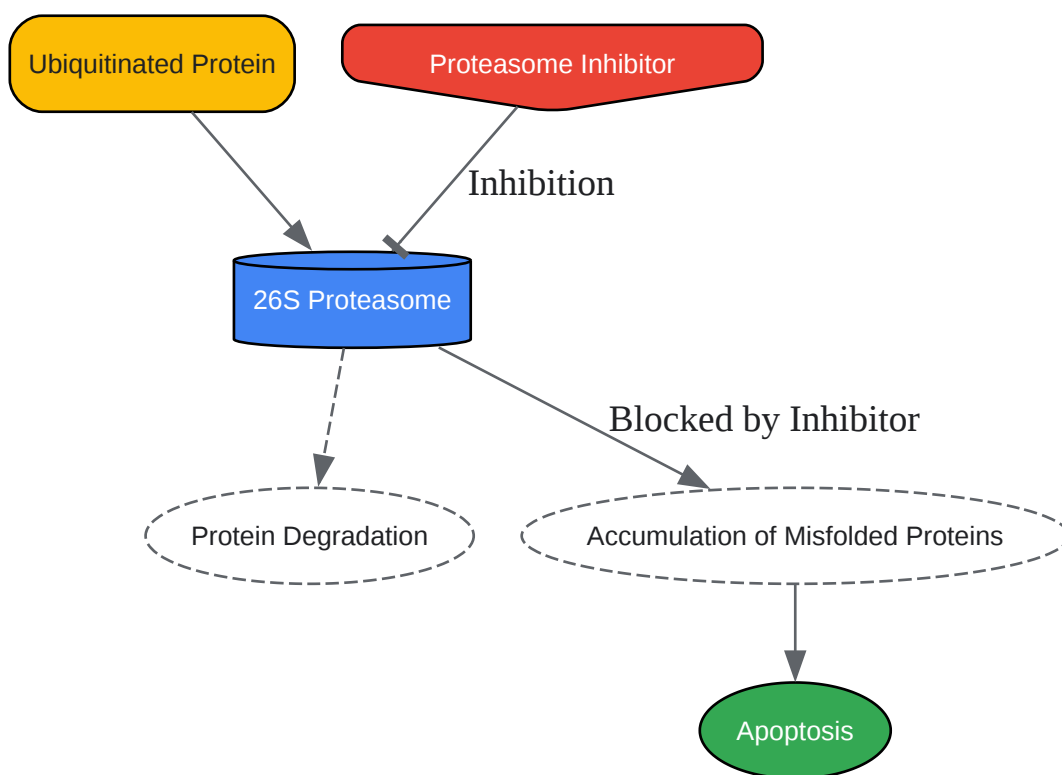 Ubiquitinated Protein
Proteasome Inhibitor
Inhibition
26S Proteasome
Blocked by Inhibitor
Protein Degradation
Accumulation of Misfolded Proteins
Apoptosis